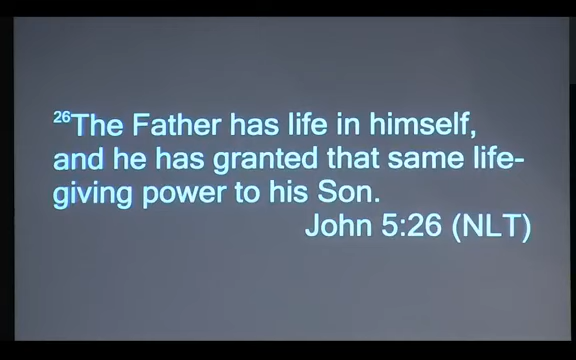 26The Father has life in himself,
and he has granted that same life-
giving power to his Son.
John 5:26 (NLT)